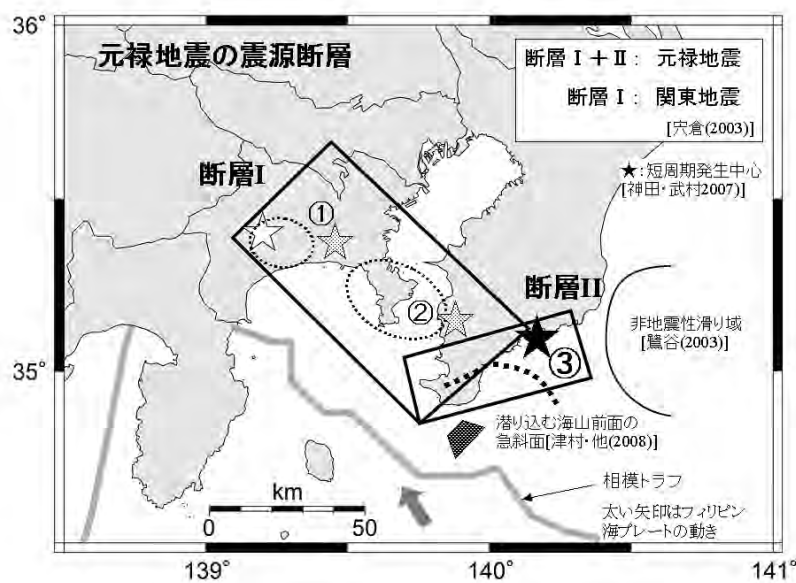 36°
元禄地震の震源断層
断層Ⅰ＋Ⅱ： 元禄地震
断層Ⅰ： 関東地震
[宍倉(2003)]
★:短周期発生中心
[神田・武村2007)]
断層Ⅰ
①
②
断層Ⅱ
③
非地震性滑り域
[鷺谷(2003)]
35°
潜り込む海山前面の
急斜面[津村・他(2008)]
相模トラフ
太い矢印はフィリピン
海プレートの動き
km
0 50
139° 140° 141°